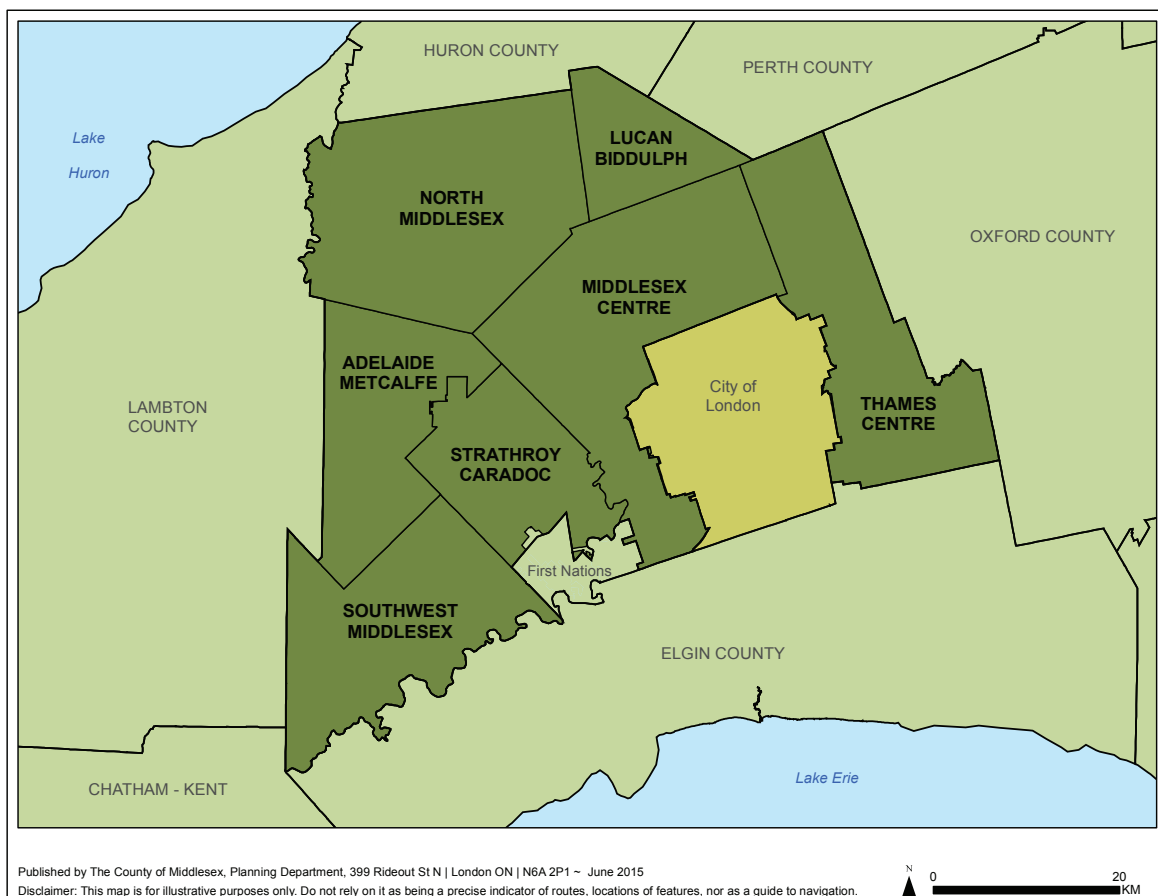 HURON COUNTY
PERTH COUNTY
Lake
Huron
LUCAN
BIDDULPH
NORTH
MIDDLESEX
OXFORD COUNTY
MIDDLESEX
CENTRE
ADELAIDE
METCALFE
City of
London
LAMBTON
COUNTY
THAMES
CENTRE
STRATHROY
CARADOC
First Nations
SOUTHWEST
MIDDLESEX
ELGIN COUNTY
Lake Erie
CHATHAM - KENT
Published by The County of Middlesex, Planning Department, 399 Rideout St N | London ON | N6A 2P1 ~ June 2015
Disclaimer: This map is for illustrative purposes only. Do not rely on it as being a precise indicator of routes, locations of features, nor as a guide to navigation.
N
0 20
KM